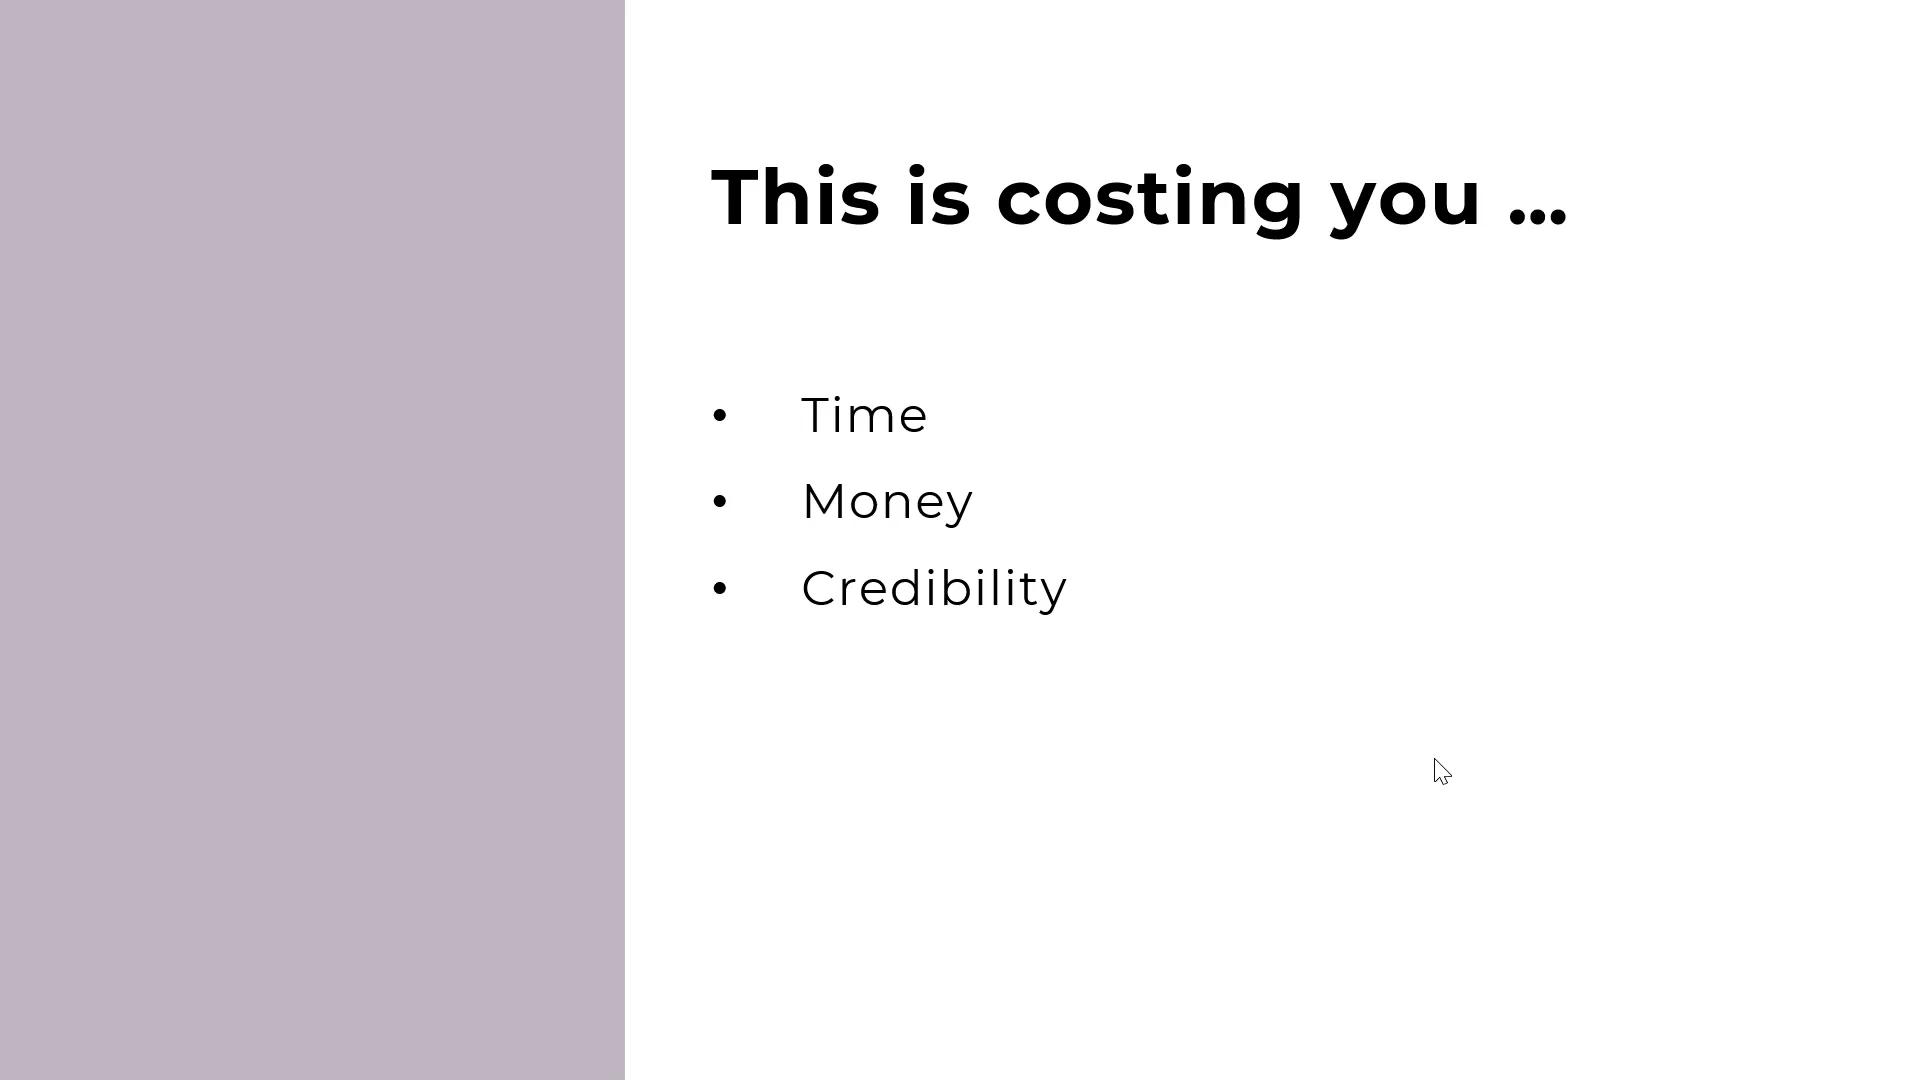 This is costing you ...
• Time
• Money
• Credibility